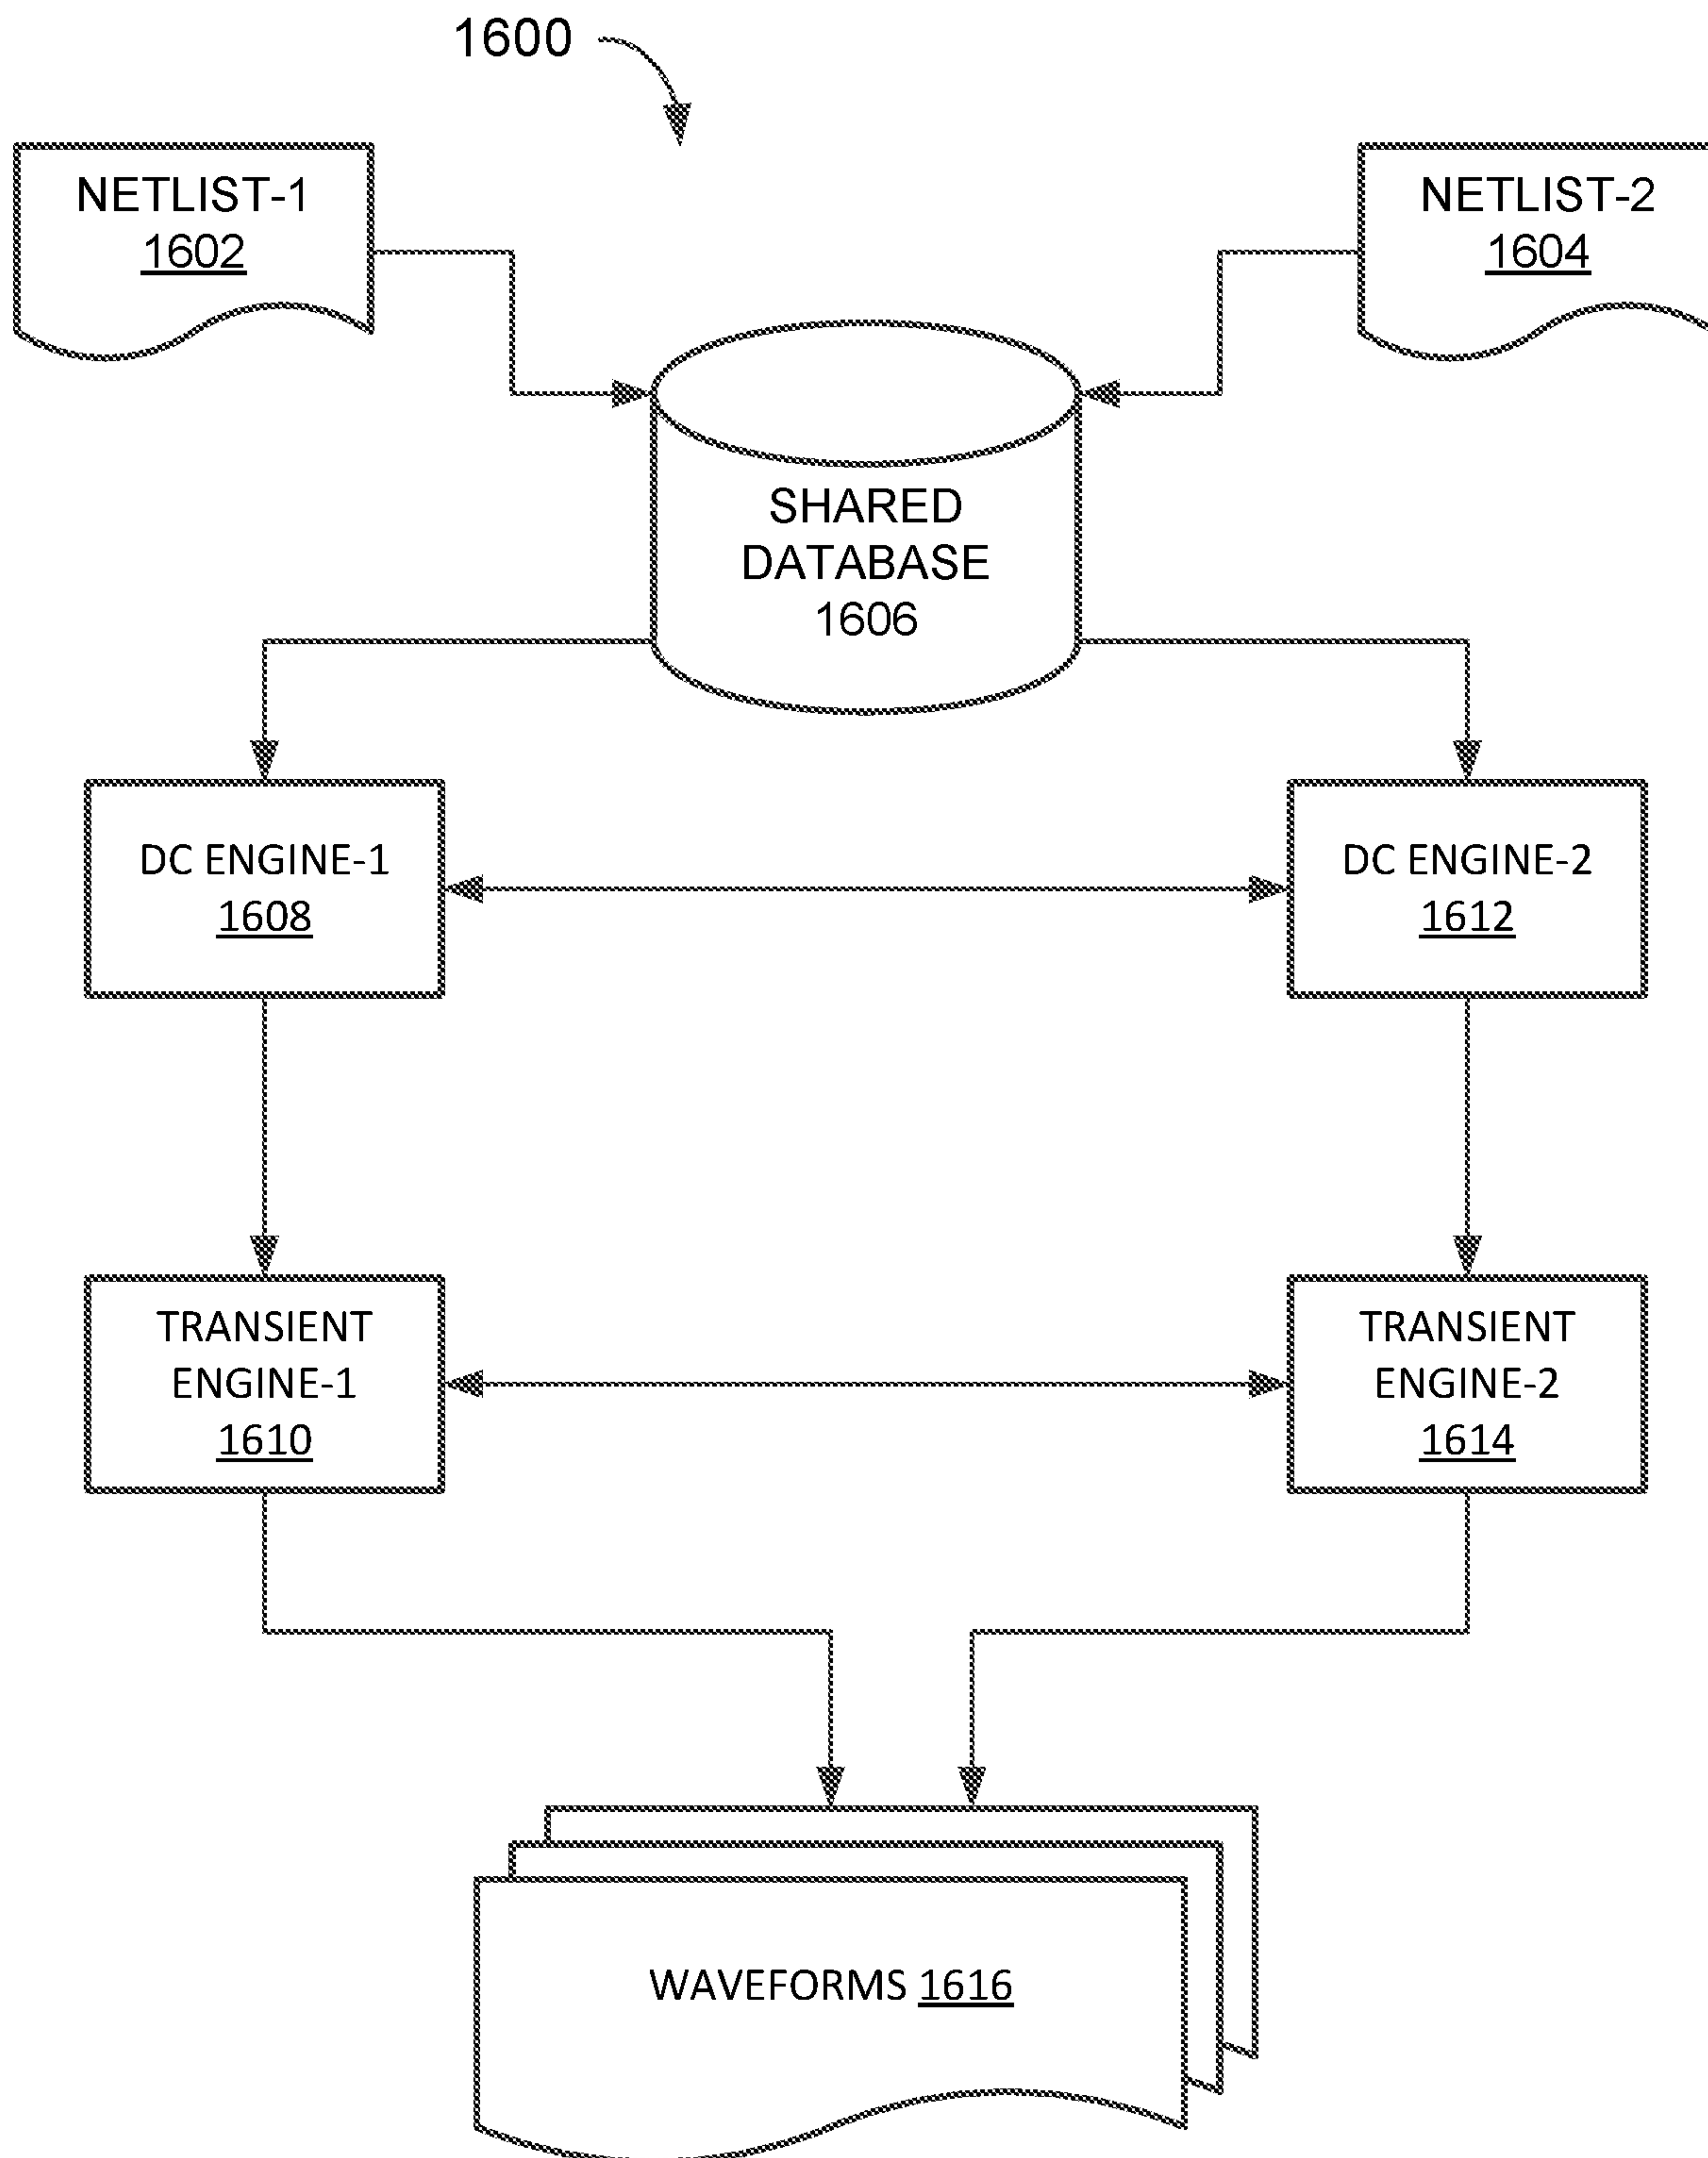 1600
NETLIST-1
1602
NETLIST-2
1604
SHARED
DATABASE
1606
DC ENGINE-1
1608
DC ENGINE-2
1612
TRANSIENT
ENGINE-1
1610
TRANSIENT
ENGINE-2
1614
WAVEFORMS 1616